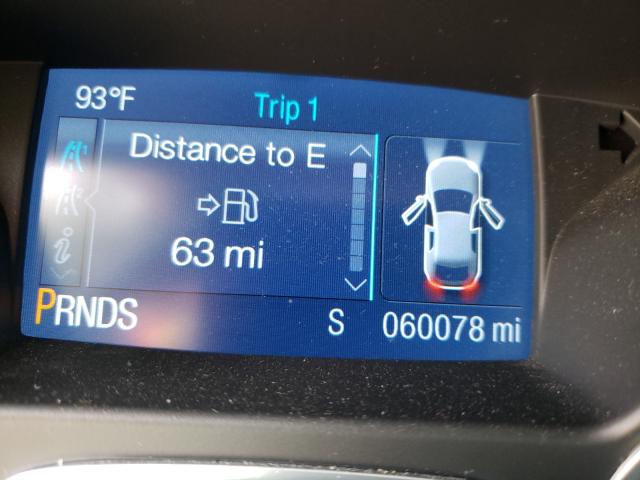 93°F
Trip 1
Distance to E
63 mi
PRNDS
S
060078 mi